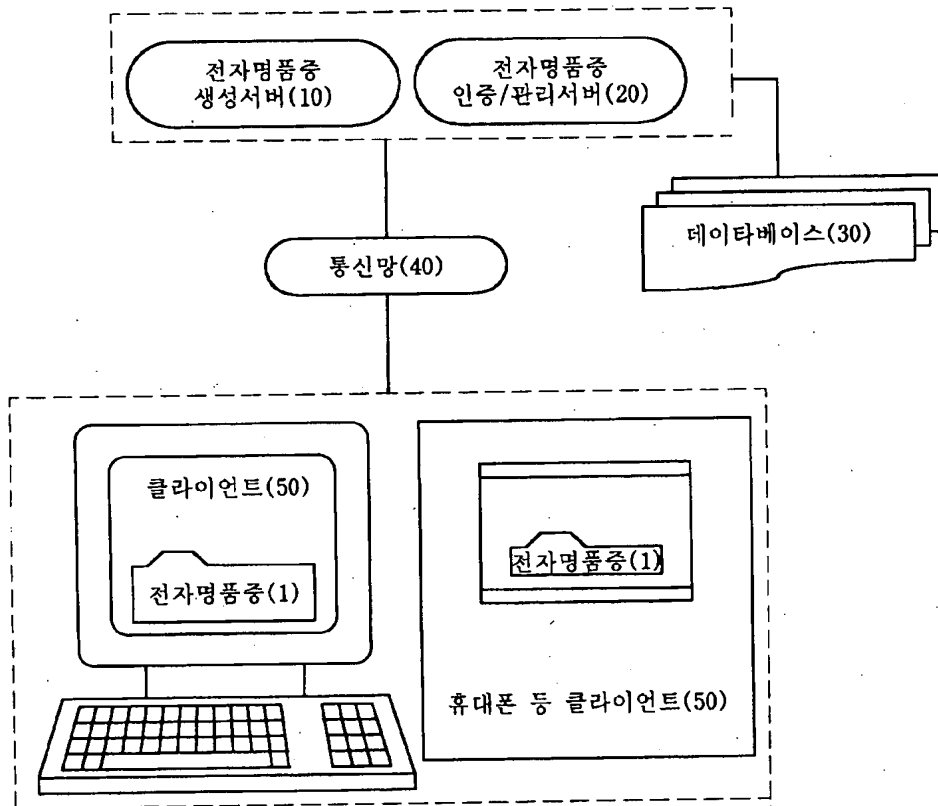 전자명품증
생성서버(10)
전자명품증
인증/관리서버(20)
데이타베이스(30)
통신망(40)
클라이언트(50)
전자명품증(1)
전자명품증(1)
휴대폰 등 클라이언트(50)